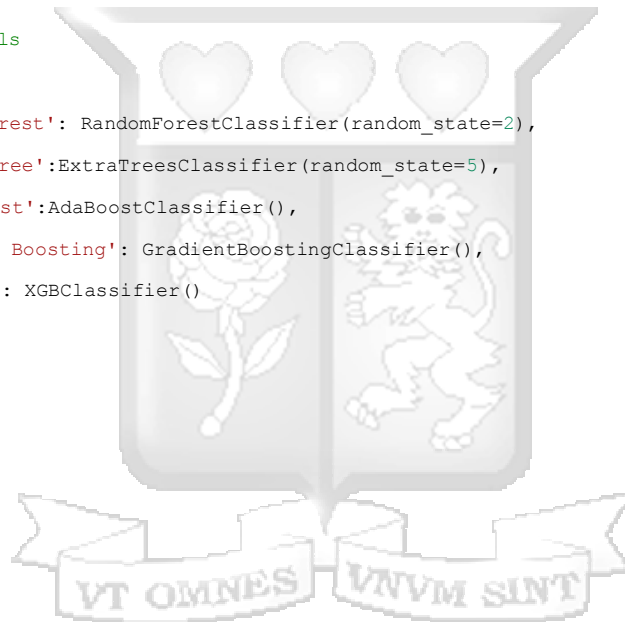 ls
rest': RandomForestClassifier(random_state=2),
ree':ExtraTreesClassifier(random_state=5),
st':AdaBoostClassifier(),
Boosting': GradientBoostingClassifier(),
: XGBClassifier()
VT OMNES VNVM SINT